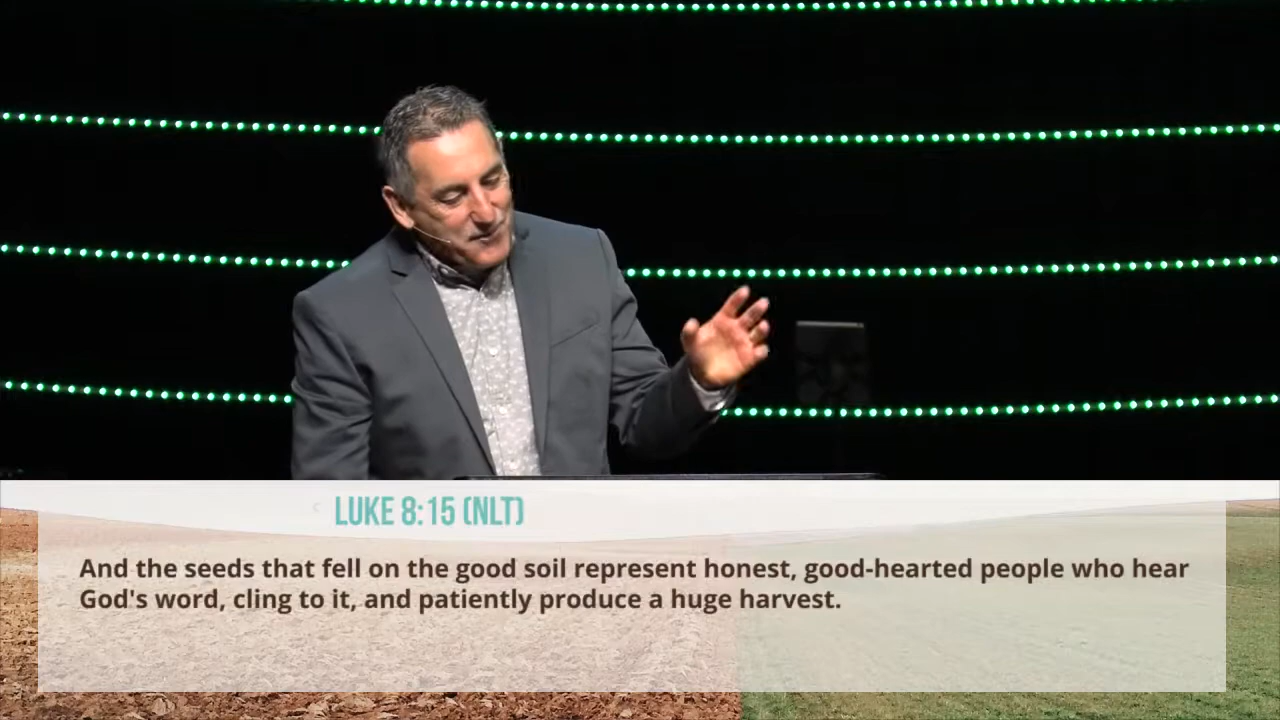 LUKE 8:15 (NLT)
And the seeds that fell on the good soil represent honest, good-hearted people who hear
God's word, cling to it, and patiently produce a huge harvest.